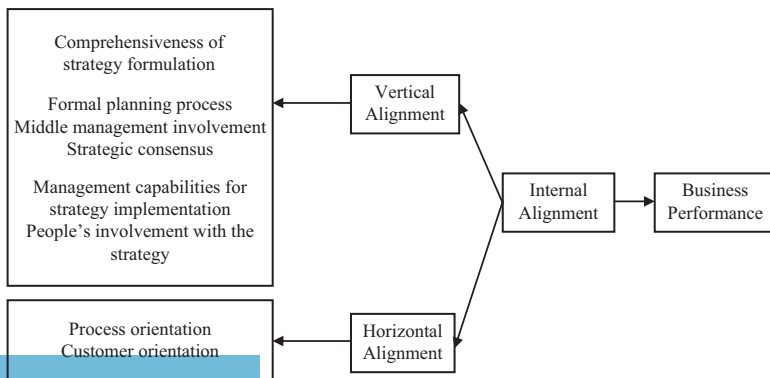 Comprehensiveness of
strategy formulation
Formal planning process
Middle management involvement
Strategic consensus
Management capabilities for
strategy implementation
People's involvement with the
strategy
Vertical
Alignment
Internal
Alignment
Business
Performance
Process orientation
Customer orientation
Horizontal
Alignment